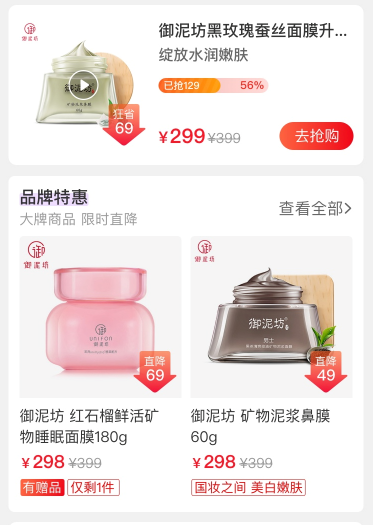 御泥坊
御泥坊黑玫瑰蚕丝面膜升...
绽放水润嫩肤
已抢129
56%
御泥坊
狂省
69
¥299 ¥399
去抢购
品牌特惠
大牌商品 限时直降
查看全部>
御
御泥坊
御
御泥坊
unifon
御泥坊
御泥坊
男士
直降
69
直降
49
御泥坊 红石榴鲜活矿
物睡眠面膜180g
¥298 ¥399
有赠品 仅剩1件
御泥坊 矿物泥浆鼻膜
60g
¥298 ¥399
国妆之间 美白嫩肤